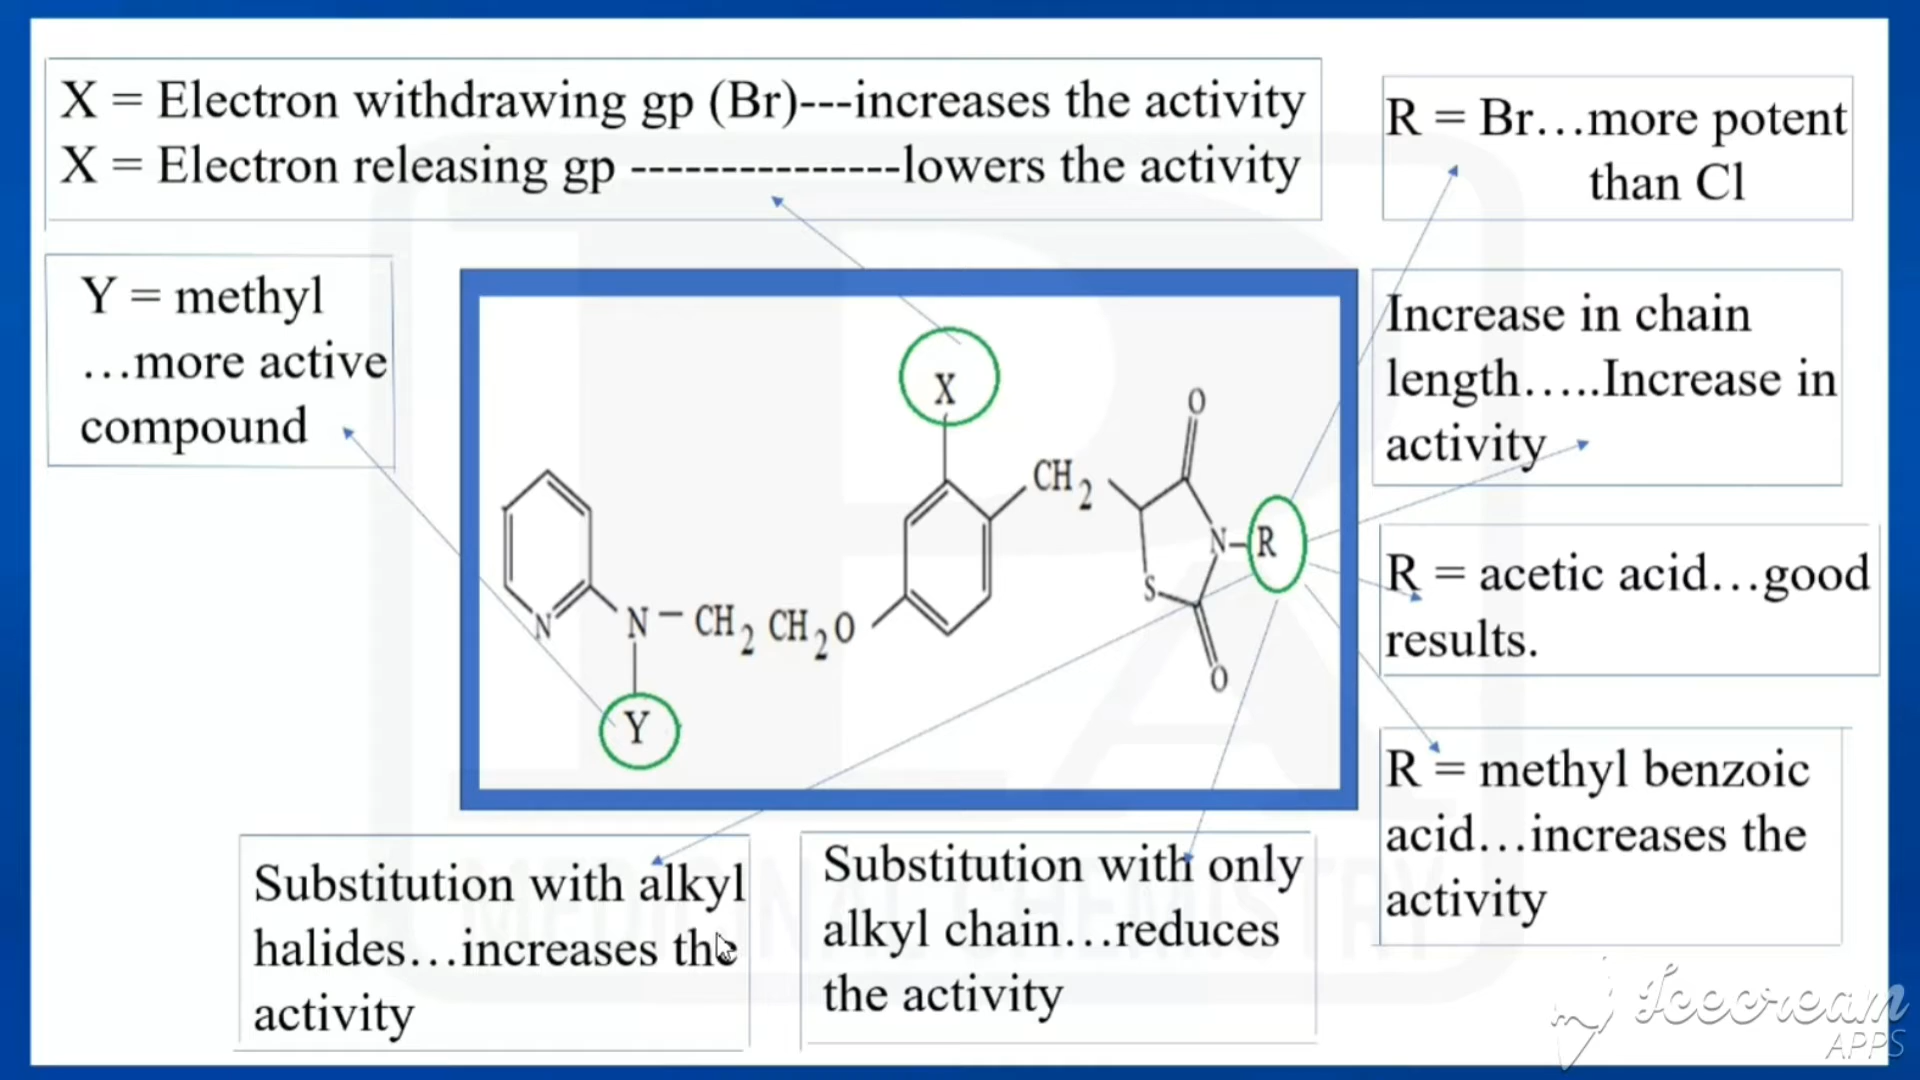 X = Electron withdrawing gp (Br)---increases the activity
X = Electron releasing gp ---------------lowers the activity
R = Br...more potent
than Cl
Y = methyl
...more active
compound
Increase in chain
length.....Increase in
activity
X
O
CH2
N–R
S
O
N
N – CH2 CH2O
Y
R = acetic acid...good
results.
R = methyl benzoic
acid...increases the
activity
Substitution with alkyl
halides...increases the
activity
Substitution with only
alkyl chain...reduces
the activity
MEDICINAL CHEMISTRY
Icecream
APPS